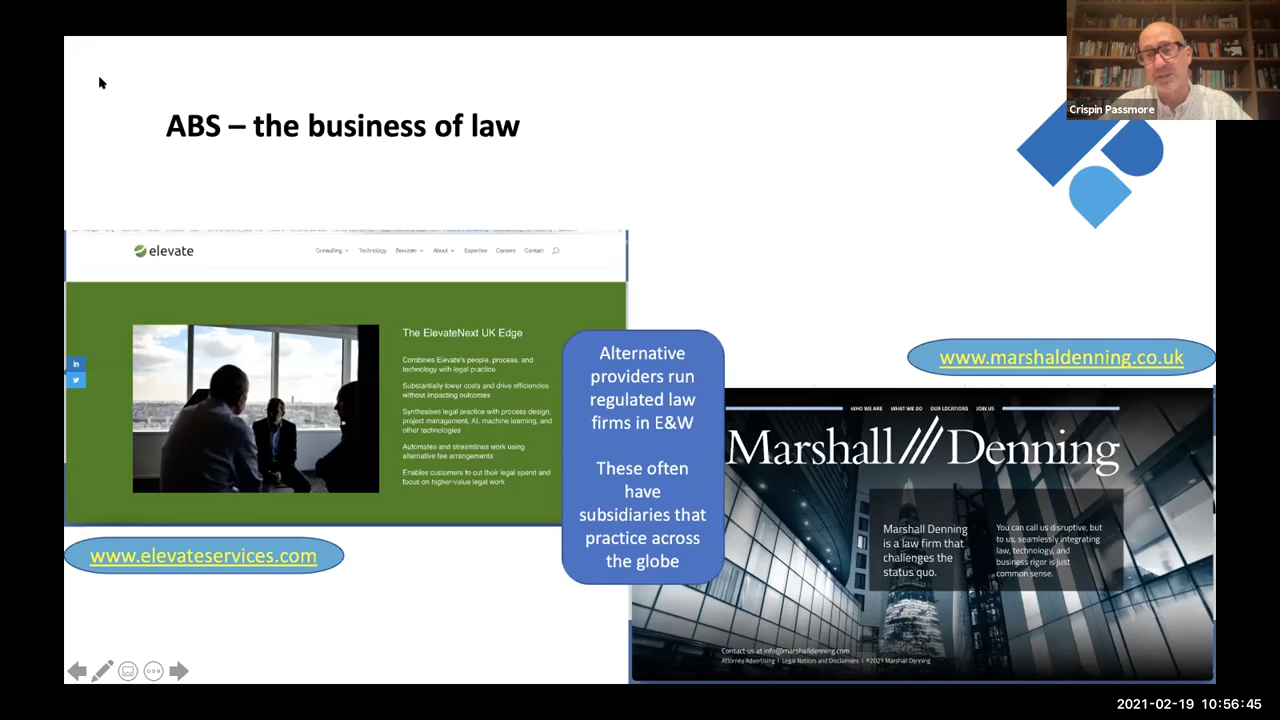 Crispin Passmore
ABS – the business of law
elevate
Consulting Technology Services About Expertise Careers Contact
The ElevateNext UK Edge
Combines Elevate's people, process, and
technology with legal practice
Substantially lower costs and drive efficiencies
without impacting outcomes
Synthesises legal practice with process design,
project management, AI, machine learning, and
other technologies
Automates and streamlines work using
alternative fee arrangements
Enables customers to cut their legal spend and
focus on higher-value legal work
in
www.elevateservices.com
Alternative
providers run
regulated law
firms in E&W
These often
have
subsidiaries that
practice across
the globe
www.marshaldenning.co.uk
WHO WE ARE WHAT WE DO OUR LOCATIONS JOIN US
Marshall /// Denning
Marshall Denning
is a law firm that
challenges the
status quo.
You can call us disruptive, but
to us, seamlessly integrating
law, technology, and
business rigor is just
common sense.
Contact us at info@marshalldenning.com
Attorney Advertising | Legal Notices and Disclaimers | ©2021 Marshall Denning
2021-02-19 10:56:45